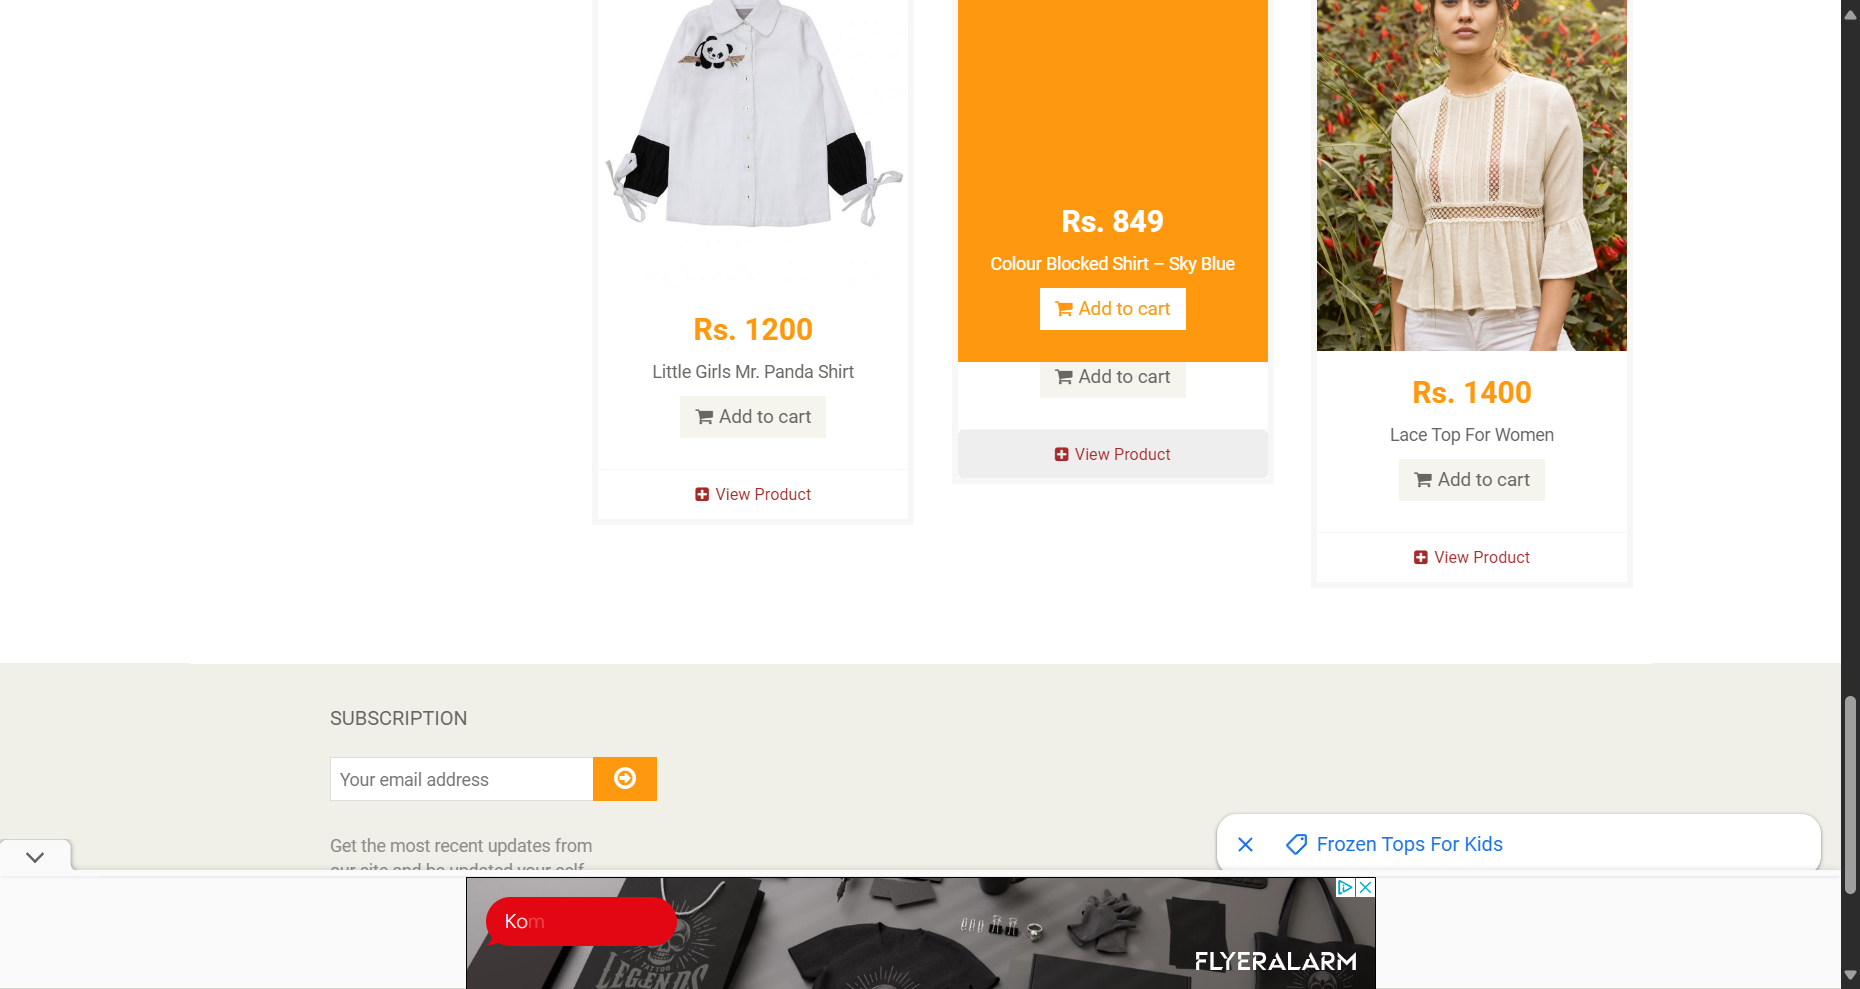 Rs. 1200
Little Girls Mr. Panda Shirt
Add to cart
View Product
Rs. 849
Colour Blocked Shirt – Sky Blue
Add to cart
Add to cart
View Product
Rs. 1400
Lace Top For Women
Add to cart
View Product
SUBSCRIPTION
Your email address
Get the most recent updates from
our site and be updated your self
Frozen Tops For Kids
Kom
TATTOO
LEGENDS
FLYERALARM